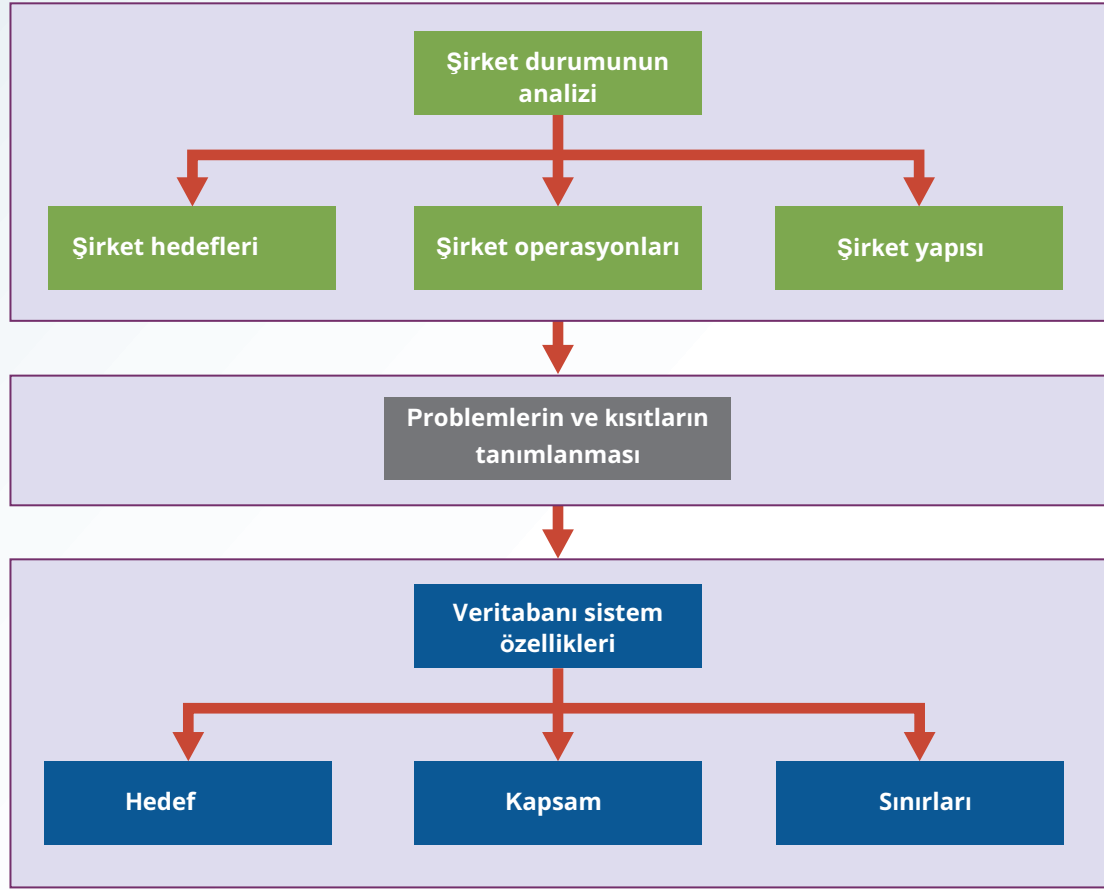 Şirket durumunun
analizi
Şirket hedefleri
Şirket operasyonları
Şirket yapısı
Problemlerin ve kısıtların
tanımlanması
Veritabanı sistem
özellikleri
Hedef
Kapsam
Sınırları